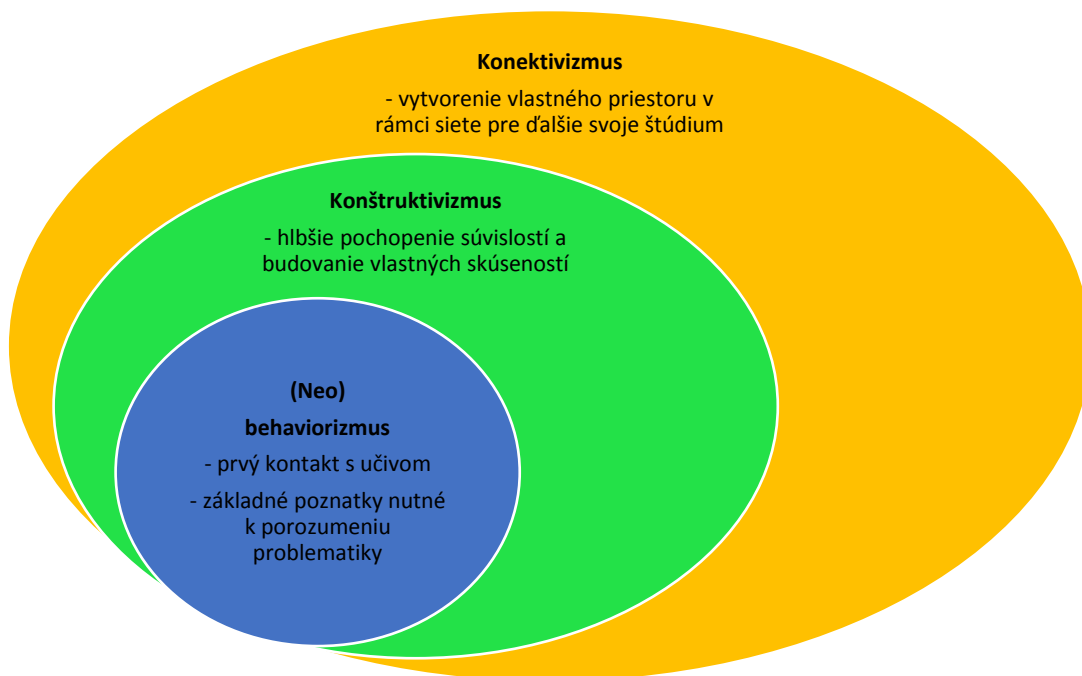 Konektivizmus
- vytvorenie vlastného priestoru v
rámci siete pre ďalšie svoje štúdium
Konštruktivizmus
- hlbšie pochopenie súvislostí a
budovanie vlastných skúseností
(Neo)
behaviorizmus
- prvý kontakt s učivom
- základné poznatky nutné
k porozumeniu
problematiky